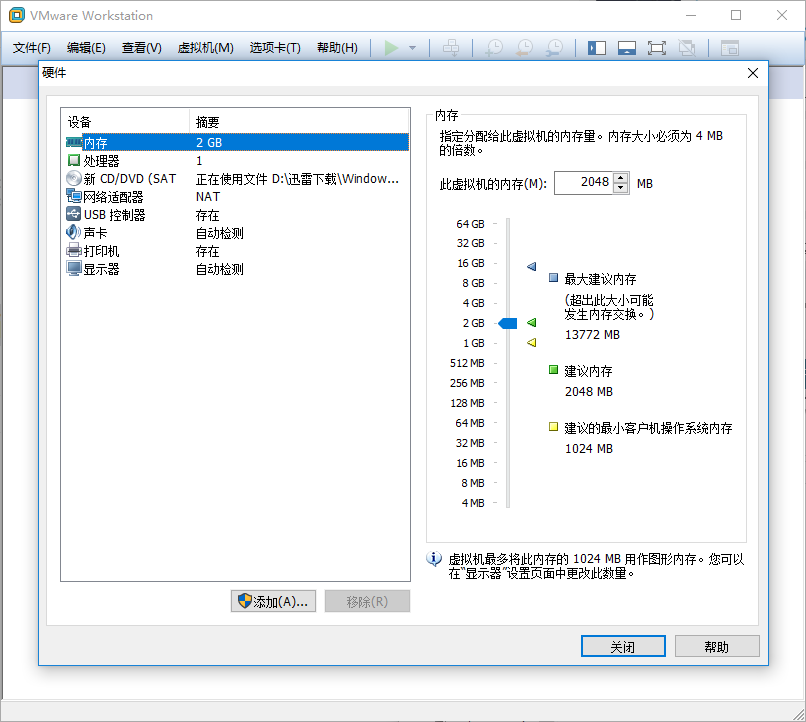 VMware Workstation
文件(F) 编辑(E) 查看(V) 虚拟机(M) 选项卡(T) 帮助(H)
硬件
设备 摘要
内存 2 GB
处理器 1
新 CD/DVD (SAT 正在使用文件 D:\迅雷下载\Window...
网络适配器 NAT
USB 控制器 存在
声卡 自动检测
打印机 存在
显示器 自动检测
添加(A)...
移除(R)
内存
指定分配给此虚拟机的内存量。内存大小必须为 4 MB
的倍数。
此虚拟机的内存(M): 2048 MB
64 GB
32 GB
16 GB
8 GB
4 GB
2 GB
1 GB
512 MB
256 MB
128 MB
64 MB
32 MB
16 MB
8 MB
4 MB
最大建议内存
(超出此大小可能
发生内存交换。)
13772 MB
建议内存
2048 MB
建议的最小客户机操作系统内存
1024 MB
虚拟机最多将此内存的 1024 MB 用作图形内存。您可以
在"显示器"设置页面中更改此数量。
关闭
帮助